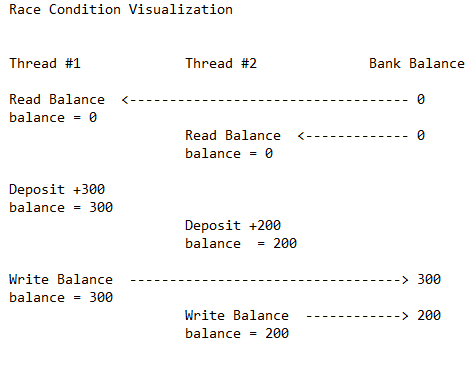 Race Condition Visualization
Thread #1 Thread #2 Bank Balance
Read Balance <----------------------------------- 0
balance = 0
Read Balance <------------- 0
balance = 0
Deposit +300
balance = 300
Deposit +200
balance = 200
Write Balance ----------------------------------> 300
balance = 300
Write Balance ------------> 200
balance = 200